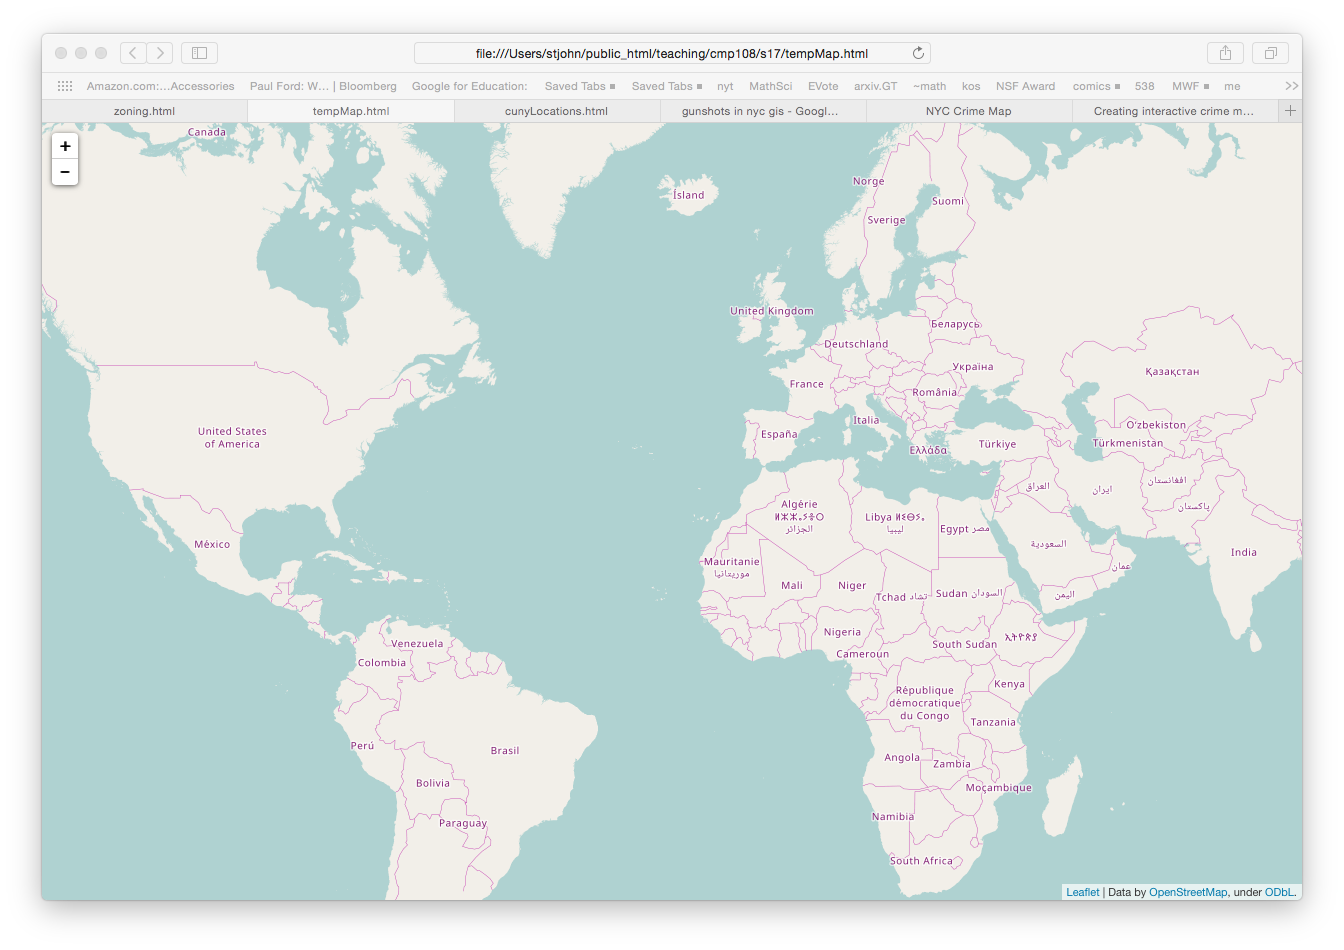 file:///Users/stjohn/public_html/teaching/cmp108/s17/tempMap.html
Amazon.com:...Accessories Paul Ford: W... | Bloomberg Google for Education: Saved Tabs Saved Tabs nyt MathSci EVote arxiv.GT ~math kos NSF Award comics 538 MWF me >>
zoning.html tempMap.html cunyLocations.html gunshots in nyc gis - Googl... NYC Crime Map Creating interactive crime m... +
Canada
+
−
Norge
Ísland
Suomi
Sverige
United Kingdom
Беларусь
Deutschland
Україна
Қазақстан
France
România
Italia
Oʻzbekiston
United States
of America
España
Türkiye
Türkmenistan
Ελλάδα
افغانستان
العراق
ایران
Algérie
ⵍⵣⵣⴰⵢⴻⵔ
الجزائر
پاکستان
Libya ⵍⵉⴱⵢⴰ
ليبيا
Egypt مصر
México
السعودية
India
Mauritanie
موريتانيا
عمان
Mali
Niger
Tchad تشاد
Sudan السودان
اليمن
Nigeria
South Sudan
ኢትዮጵያ
Venezuela
Cameroun
Colombia
Kenya
République
démocratique
du Congo
Tanzania
Perú
Brasil
Angola
Zambia
Bolivia
Moçambique
Namibia
Paraguay
South Africa
Leaflet | Data by OpenStreetMap, under ODbL.